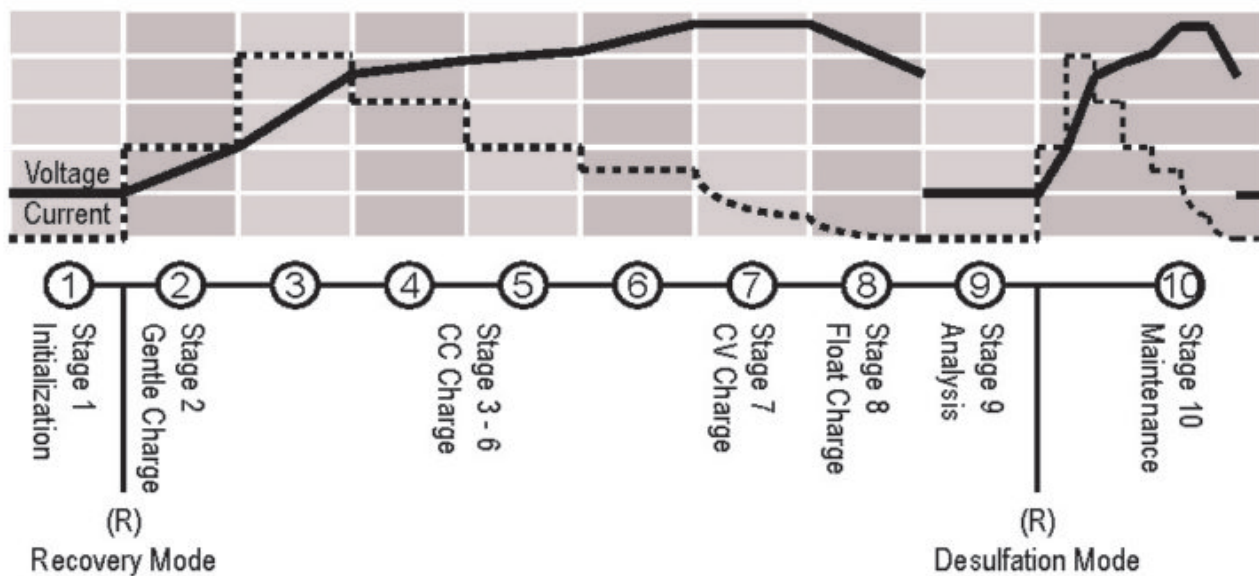 Voltage
Current
1
2
3
4
5
6
7
8
9
10
Stage 1
Initialization
Stage 2
Gentle Charge
Stage 3 - 6
CC Charge
Stage 7
CV Charge
Stage 8
Float Charge
Stage 9
Analysis
Stage 10
Maintenance
(R)
Recovery Mode
(R)
Desulfation Mode